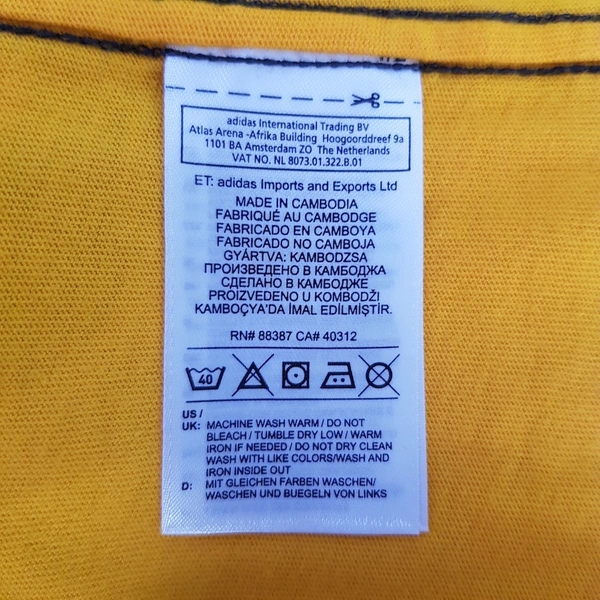 adidas International Trading BV
Atlas Arena -Afrika Building Hoogoorddreef 9a
1101 BA Amsterdam ZO The Netherlands
VAT NO. NL 8073.01.322.B.01
ET: adidas Imports and Exports Ltd
MADE IN CAMBODIA
FABRIQUÉ AU CAMBODGE
FABRICADO EN CAMBOYA
FABRICADO NO CAMBOJA
GYÁRTVA: KAMBODZSA
ПРОИЗВЕДЕНО В КАМБОДЖА
СДЕЛАНО В КАМБОДЖЕ
PROIZVEDENO U KOMBODŽI
KAMBOÇYA'DA İMAL EDİLMİŞTİR.
RN# 88387 CA# 40312
40
US /
UK: MACHINE WASH WARM / DO NOT
BLEACH / TUMBLE DRY LOW / WARM
IRON IF NEEDED / DO NOT DRY CLEAN
WASH WITH LIKE COLORS/WASH AND
IRON INSIDE OUT
D: MIT GLEICHEN FARBEN WASCHEN/
WASCHEN UND BUEGELN VON LINKS